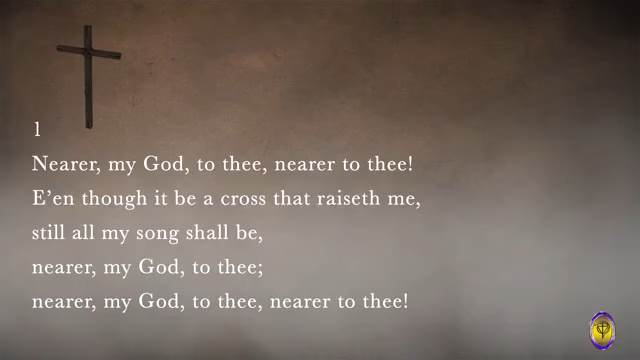 1
Nearer, my God, to thee, nearer to thee!
E’en though it be a cross that raiseth me,
still all my song shall be,
nearer, my God, to thee;
nearer, my God, to thee, nearer to thee!